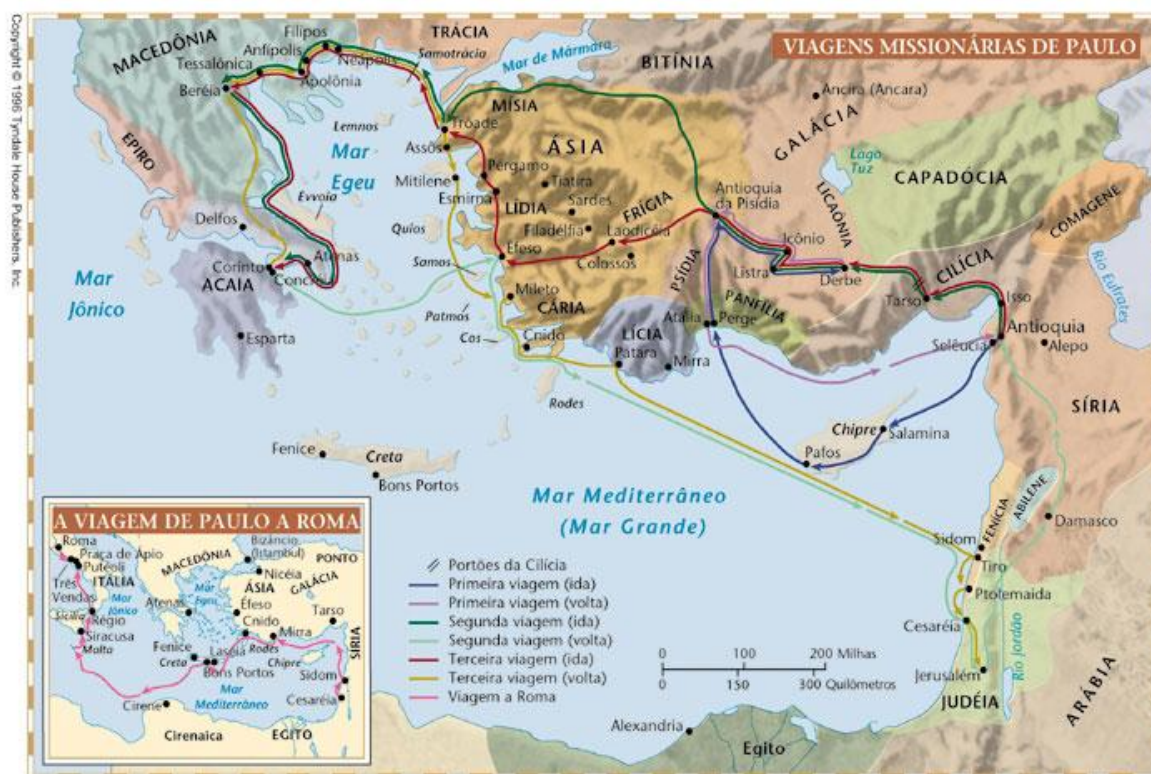 Copyright © 1996 Tyndale House Publishers, Inc.
VIAGENS MISSIONÁRIAS DE PAULO
MACEDÔNIA
Filipos
Anfípolis
Neápolis
Tessalônica
Apolônia
Beréia
TRÁCIA
Samotrácia
Mar de Mármara
BITÍNIA
Ancira (Ancara)
GALÁCIA
Lago
Tuz
CAPADÓCIA
COMAGENE
Rio Eufrates
LICAÔNIA
EPIRO
Lemnos
Mar
Egeu
MÍSIA
Trôade
Assôs
ÁSIA
Mitilene
Pérgamo
Tiatira
Esmirna
Sardes
LÍDIA
Filadélfia
FRÍGIA
Laodicéia
Colossos
Antioquia
da Pisídia
Icônio
Listra
Derbe
CILÍCIA
Tarso
Isso
Antioquia
Selêucia
Alepo
Evvoia
Delfos
Quios
Éfeso
Atenas
Corinto
Concr
ACAIA
Samos
Mar
Jônico
Esparta
Patmos
Mileto
CÁRIA
Cos
Cnido
PSÍDIA
PANFÍLIA
Atália
Perge
LÍCIA
Patara
Mirra
Rodes
SÍRIA
Chipre
Salamina
Pafos
Fenice
Creta
Bons Portos
Mar Mediterrâneo
(Mar Grande)
FENÍCIA
ABILENE
Damasco
Sidom
Tiro
Ptolemaida
Cesaréia
Rio Jordão
Jerusalém
JUDÉIA
ARÁBIA
Alexandria
Egito
Portões da Cilícia
Primeira viagem (ida)
Primeira viagem (volta)
Segunda viagem (ida)
Segunda viagem (volta)
Terceira viagem (ida)
Terceira viagem (volta)
Viagem a Roma
0 100 200 Milhas
0 150 300 Quilômetros
A VIAGEM DE PAULO A ROMA
Roma
Praça de Ápio
Putéoli
Três
Vendas
ITÁLIA
Mar
Jônico
Sicília
Régio
Siracusa
Malta
MACEDÔNIA
Bizâncio
(Istambul)
PONTO
Nicéia
GALÁCIA
ÁSIA
Mar
Egeu
Atenas
Éfeso
Cnido
Tarso
Mirra
SÍRIA
Fenice
Laséia
Rodes
Creta
Bons Portos
Chipre
Sidom
Mar
Mediterrâneo
Cesaréia
Cirene
Cirenaica
EGITO